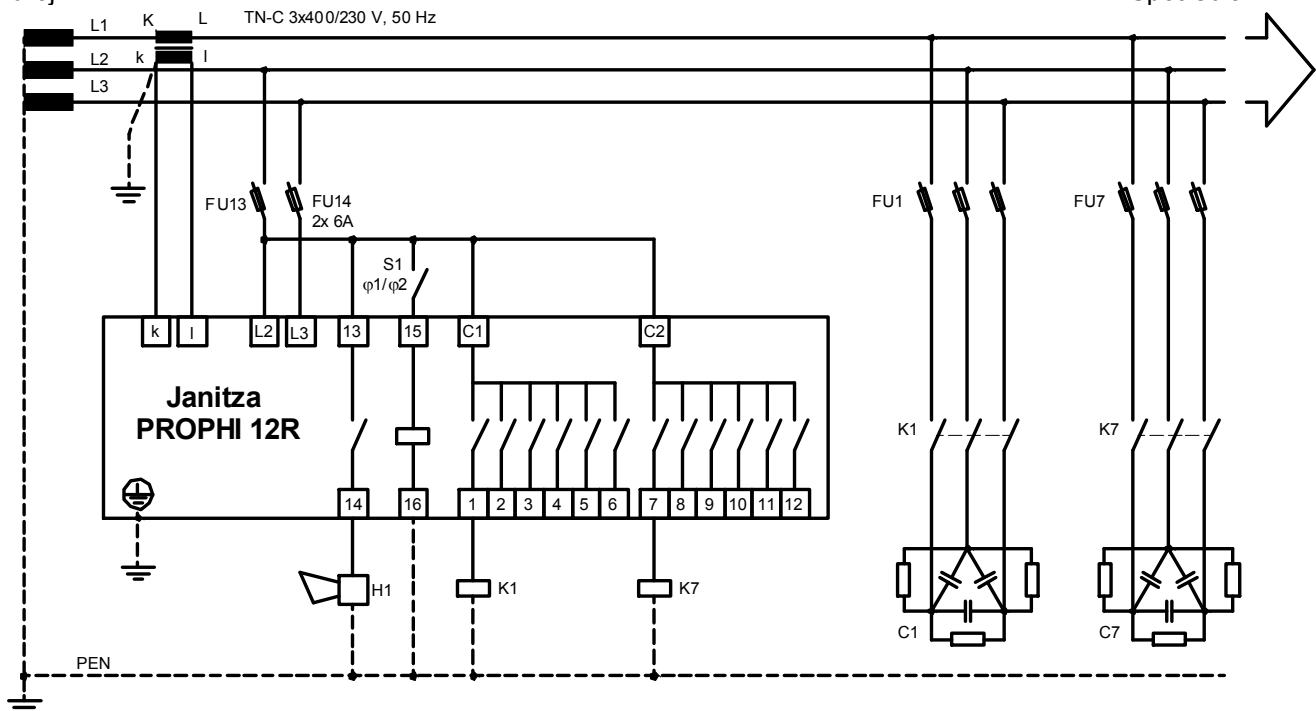 L1 K L TN-C 3x400/230 V, 50 Hz
L2 k l
L3
FU13 FU14
2x 6A
FU1 FU7
S1
φ1/φ2
k l L2 L3 13 15 C1 C2
Janitza
PROPHI 12R
K1 K7
14 16 1 2 3 4 5 6 7 8 9 10 11 12
H1 K1 K7
C1 C7
PEN